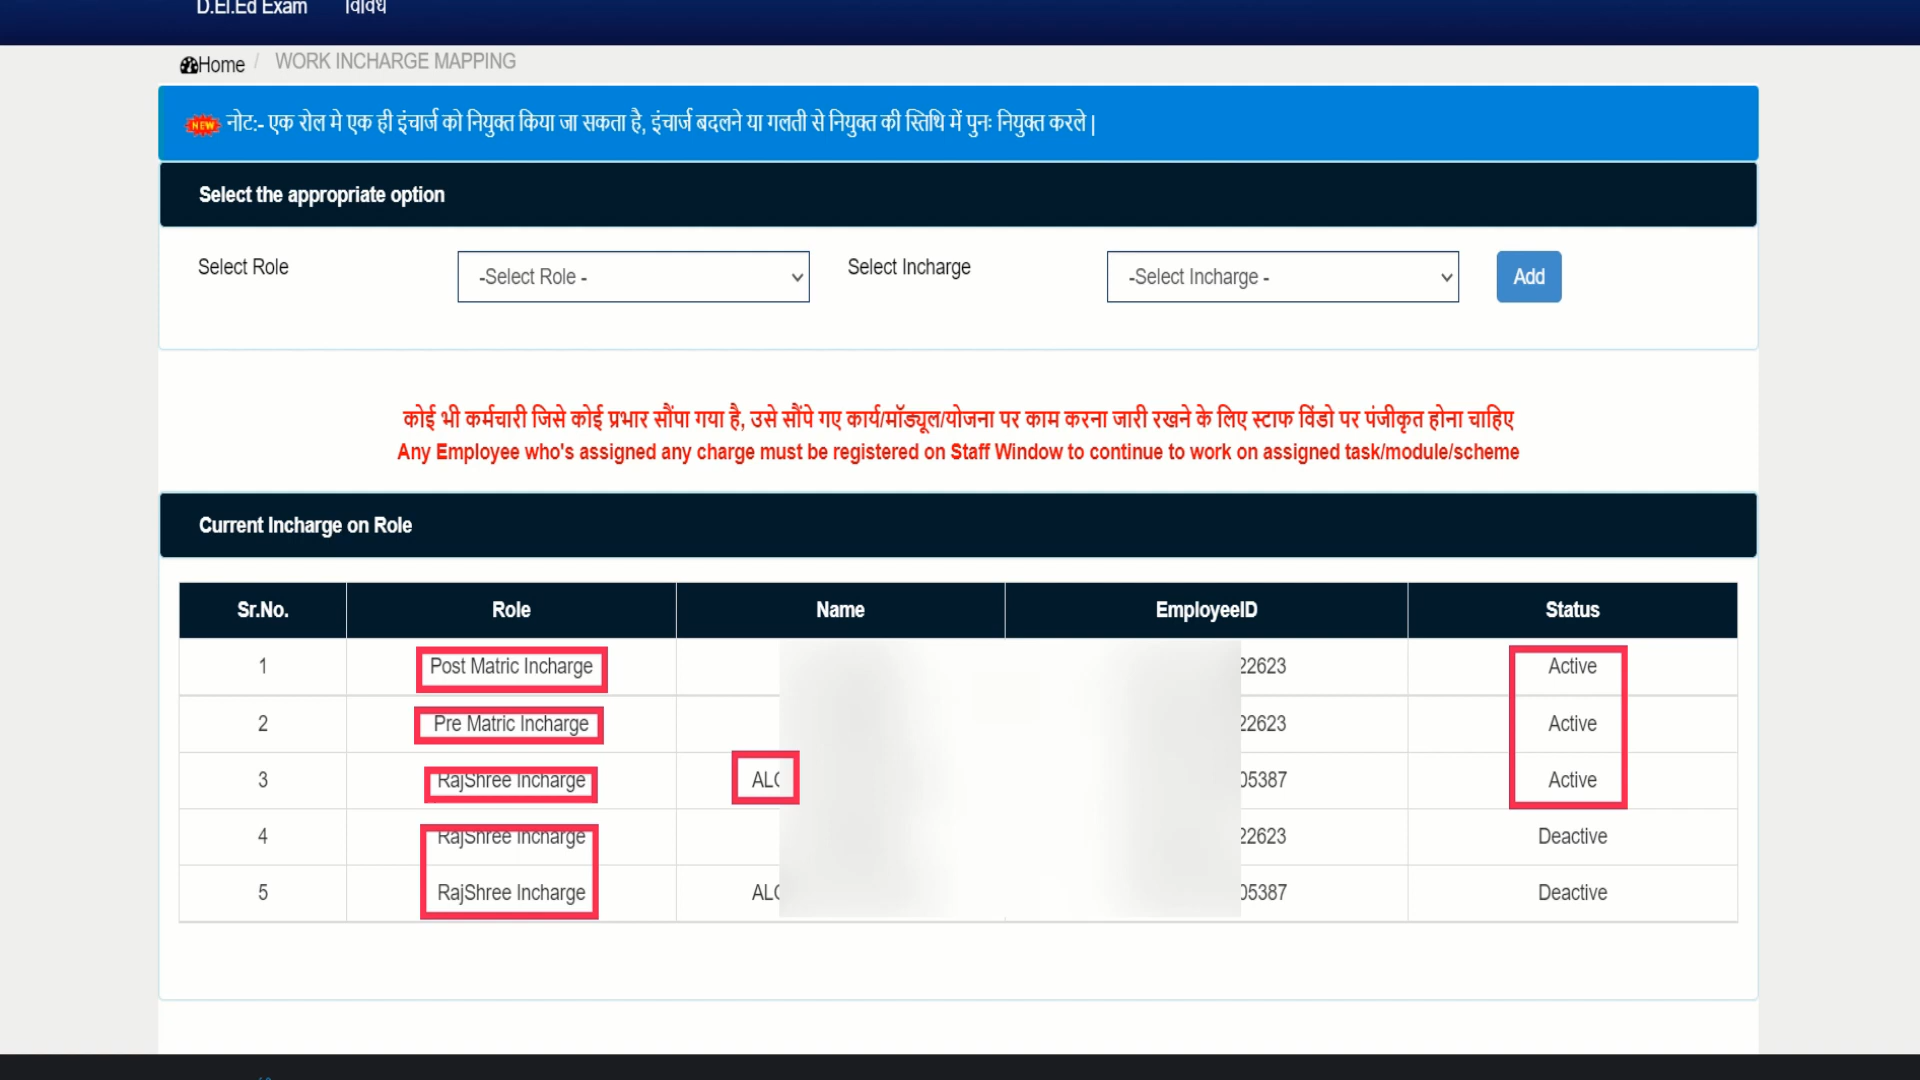 D.El.Ed Exam विविध
Home / WORK INCHARGE MAPPING
NEW नोट:- एक रोल मे एक ही इंचार्ज को नियुक्त किया जा सकता है, इंचार्ज बदलने या गलती से नियुक्त की स्तिथि में पुनः नियुक्त करले |
Select the appropriate option
Select Role -Select Role - Select Incharge -Select Incharge - Add
कोई भी कर्मचारी जिसे कोई प्रभार सौंपा गया है, उसे सौंपे गए कार्य/मॉड्यूल/योजना पर काम करना जारी रखने के लिए स्टाफ विंडो पर पंजीकृत होना चाहिए
Any Employee who's assigned any charge must be registered on Staff Window to continue to work on assigned task/module/scheme
Current Incharge on Role
Sr.No. Role Name EmployeeID Status
1 Post Matric Incharge 22623 Active
2 Pre Matric Incharge 22623 Active
3 RajShree Incharge AL 05387 Active
4 RajShree Incharge 22623 Deactive
5 RajShree Incharge AL 05387 Deactive